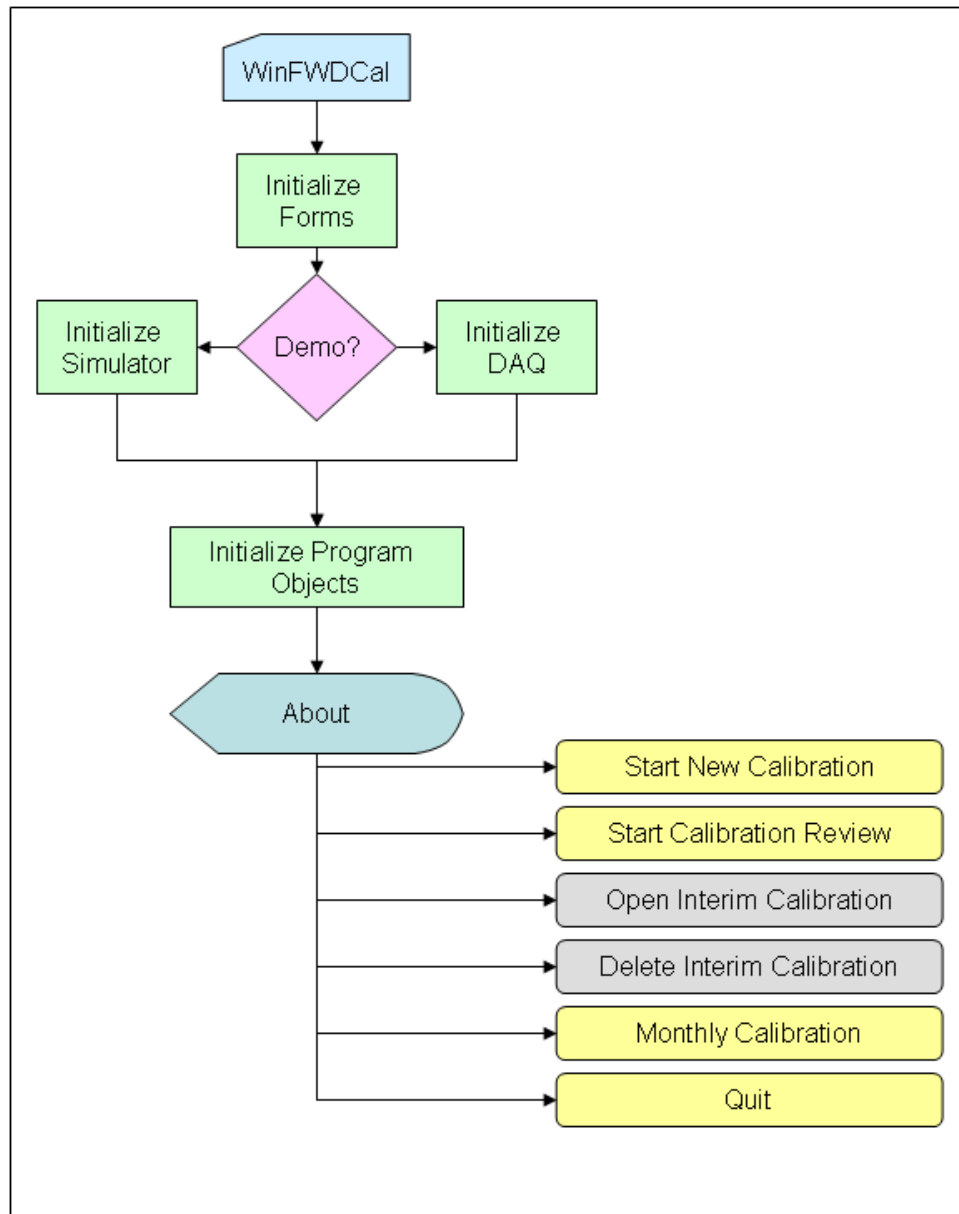 WinFWDCal
Initialize
Forms
Initialize
Simulator
Demo?
Initialize
DAQ
Initialize Program
Objects
About
Start New Calibration
Start Calibration Review
Open Interim Calibration
Delete Interim Calibration
Monthly Calibration
Quit